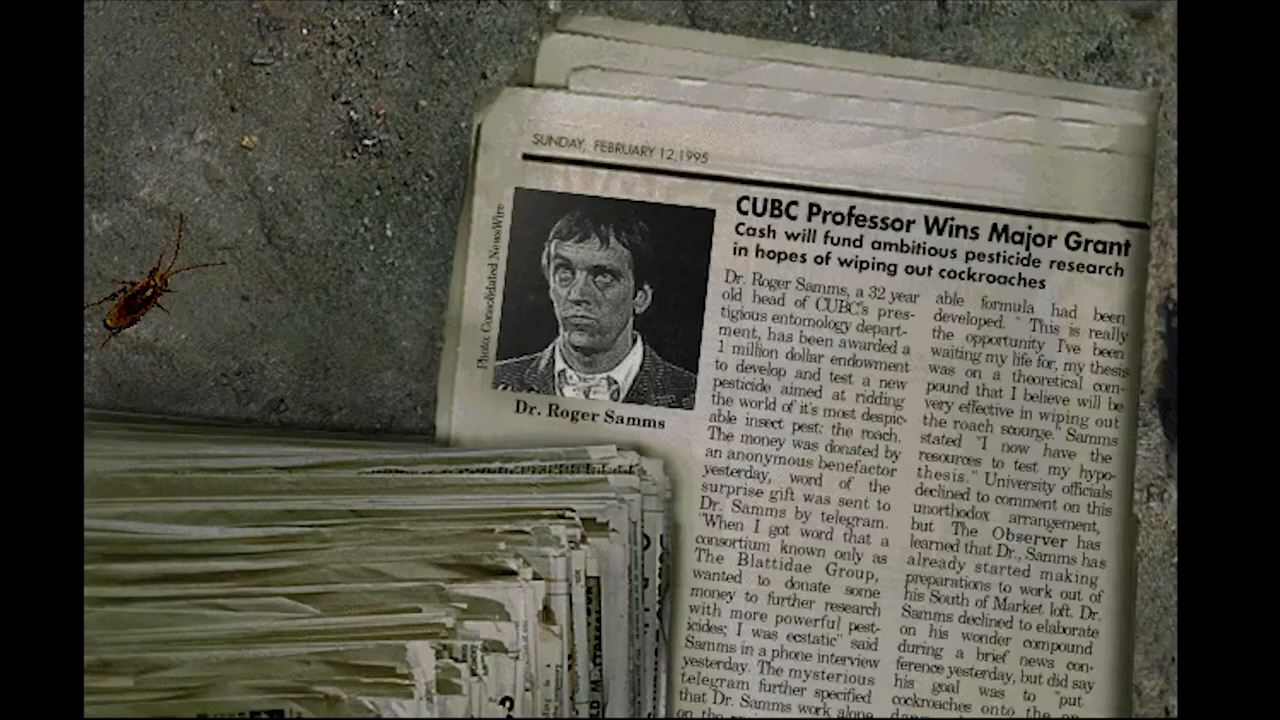 SUNDAY, FEBRUARY 12,1995
Photo: Consolidated NewsWire
Dr. Roger Samms
CUBC Professor Wins Major Grant
Cash will fund ambitious pesticide research
in hopes of wiping out cockroaches
Dr. Roger Samms, a 32 year
old head of CUBC's pres-
tigious entomology depart-
ment, has been awarded a
1 million dollar endowment
to develop and test a new
pesticide aimed at ridding
the world of it's most despic-
able insect pest: the roach.
The money was donated by
an anonymous benefactor
yesterday, word of the
surprise gift was sent to
Dr. Samms by telegram.
"When I got word that a
consortium known only as
The Blattidae Group,
wanted to donate some
money to further research
with more powerful pest-
icides; I was ecstatic" said
Samms in a phone interview
yesterday. The mysterious
telegram further specified
that Dr. Samms work alone
on the
able formula had been
developed. " This is really
the opportunity I've been
waiting my life for, my thesis
was on a theoretical com-
pound that I believe will be
very effective in wiping out
the roach scourge." Samms
stated "I now have the
resources to test my hypo-
thesis." University officials
declined to comment on this
unorthodox arrangement,
but The Observer has
learned that Dr., Samms has
already started making
preparations to work out of
his South of Market loft. Dr.
Samms declined to elaborate
on his wonder compound
during a brief news con-
ference yesterday, but did say
his goal was to "put
cockroaches onto the